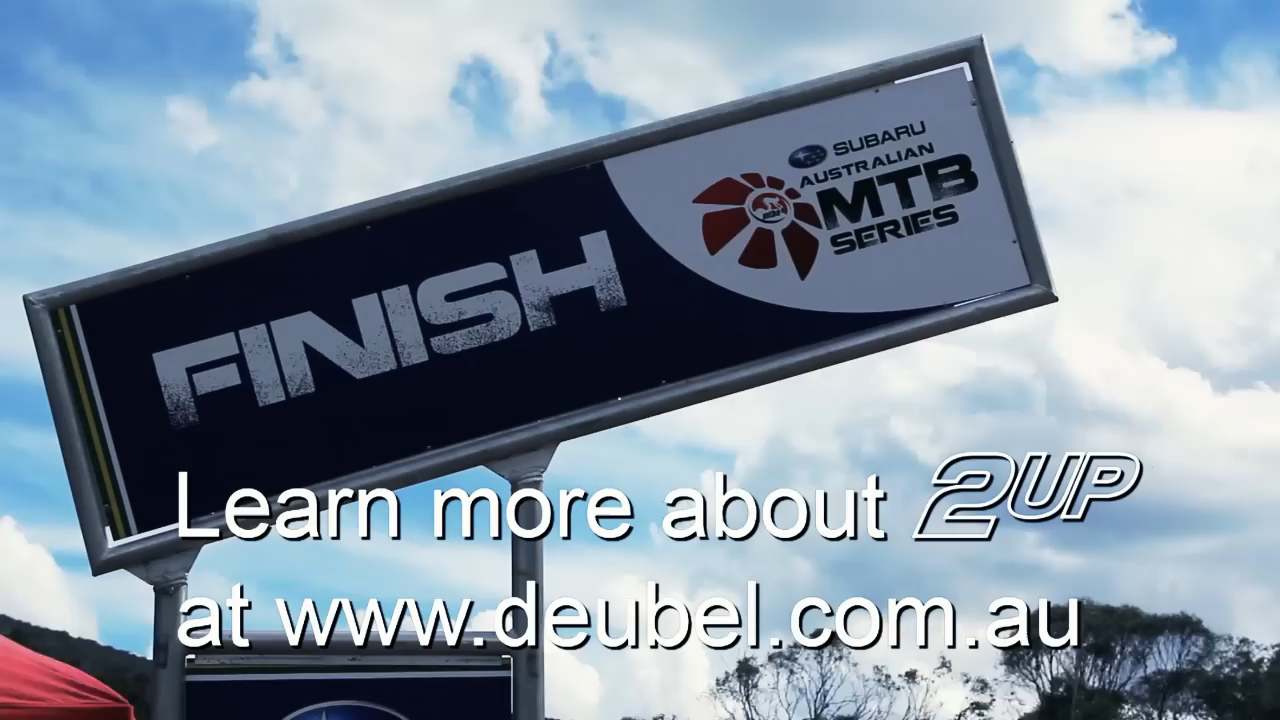 SUBARU
AUSTRALIAN
MTB
SERIES
FINISH
Learn more about 2UP
at www.deubel.com.au